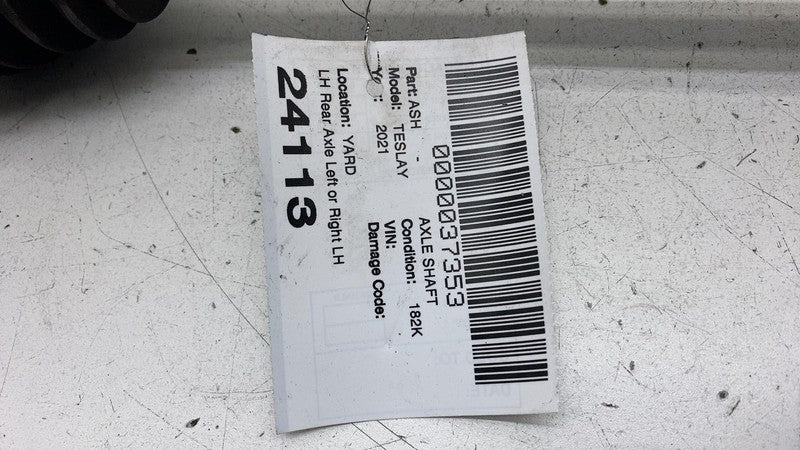 0000037353
Part: ASH - AXLE SHAFT
Model: TESLAY Condition: 182K
2021 VIN:
Damage Code:
Location: YARD
LH Rear Axle Left or Right LH
24113